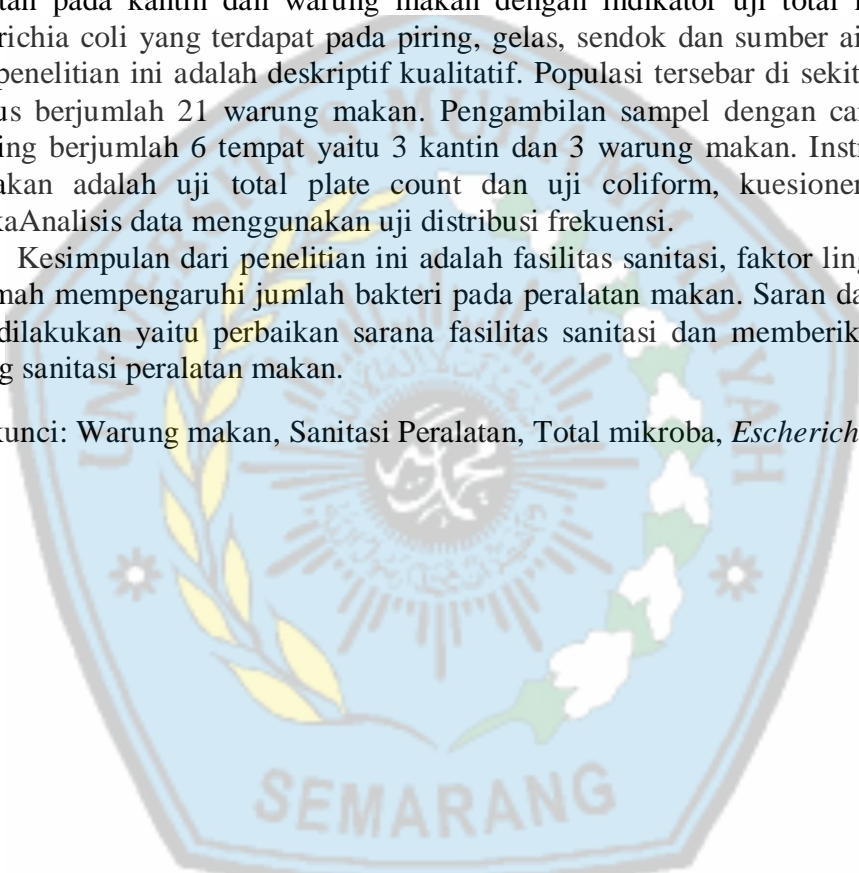 tan pada kantin dan warung makan dengan indikator uji total
richia coli yang terdapat pada piring, gelas, sendok dan sumber ai
penelitian ini adalah deskriptif kualitatif. Populasi tersebar di sekit
us berjumlah 21 warung makan. Pengambilan sampel dengan car
ing berjumlah 6 tempat yaitu 3 kantin dan 3 warung makan. Inst
akan adalah uji total plate count dan uji coliform, kuesioner
kaAnalisis data menggunakan uji distribusi frekuensi.
Kesimpulan dari penelitian ini adalah fasilitas sanitasi, faktor ling
mah mempengaruhi jumlah bakteri pada peralatan makan. Saran da
dilakukan yaitu perbaikan sarana fasilitas sanitasi dan memberik
g sanitasi peralatan makan.
kunci: Warung makan, Sanitasi Peralatan, Total mikroba, Escherich
UNIVERSITAS MUHAMMADIYAH
SEMARANG